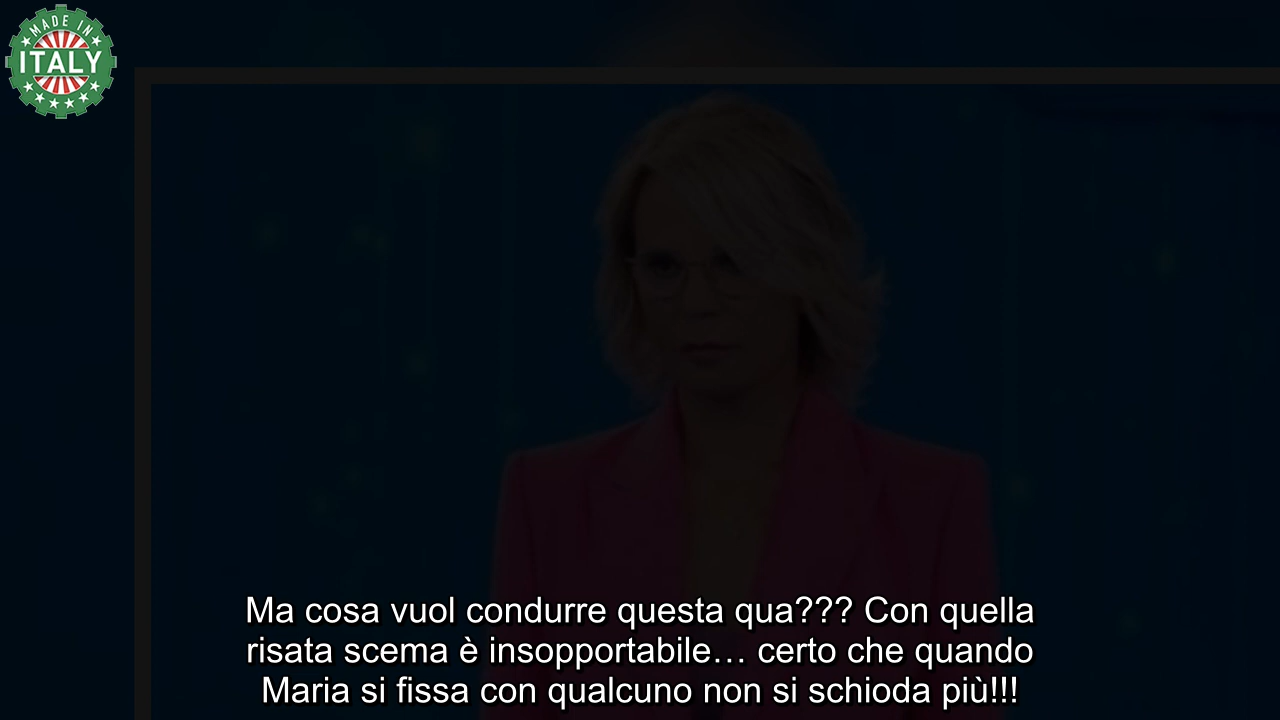 MADE IN
ITALY
Ma cosa vuol condurre questa qua??? Con quella
risata scema è insopportabile… certo che quando
Maria si fissa con qualcuno non si schioda più!!!